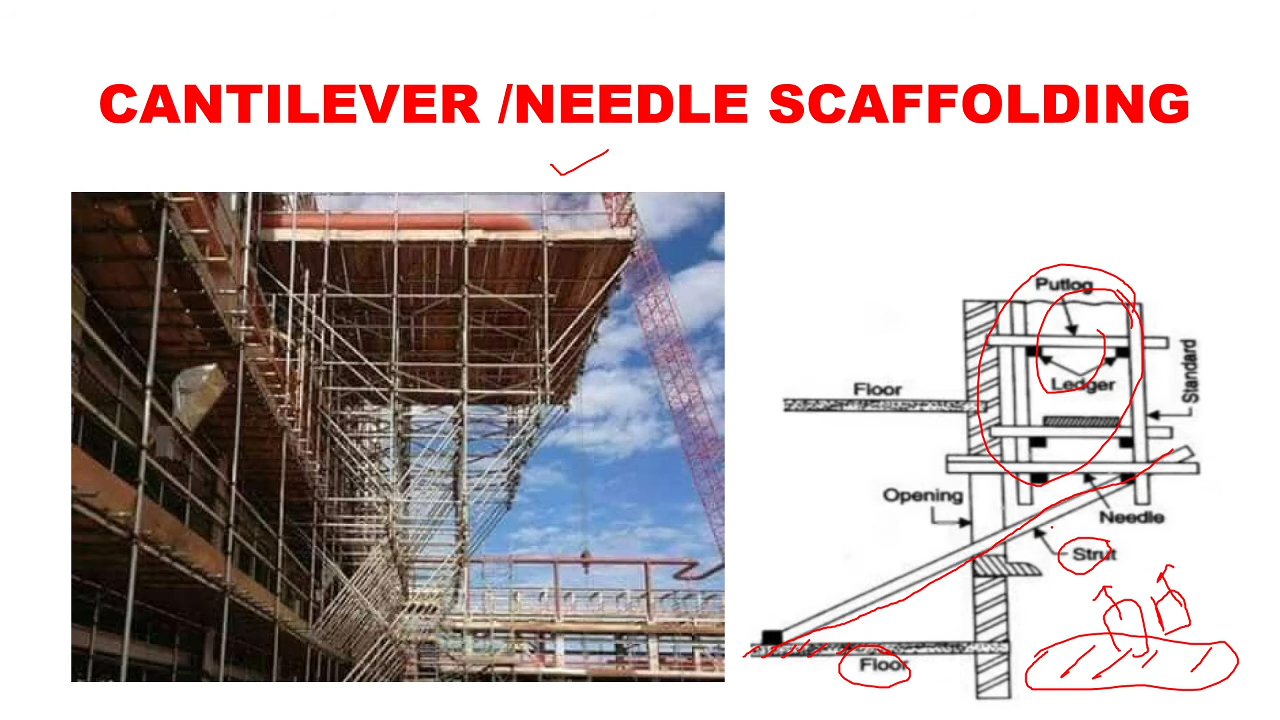 CANTILEVER /NEEDLE SCAFFOLDING
Putlog
Ledger
Standard
Floor
Opening
Needle
Strut
Floor